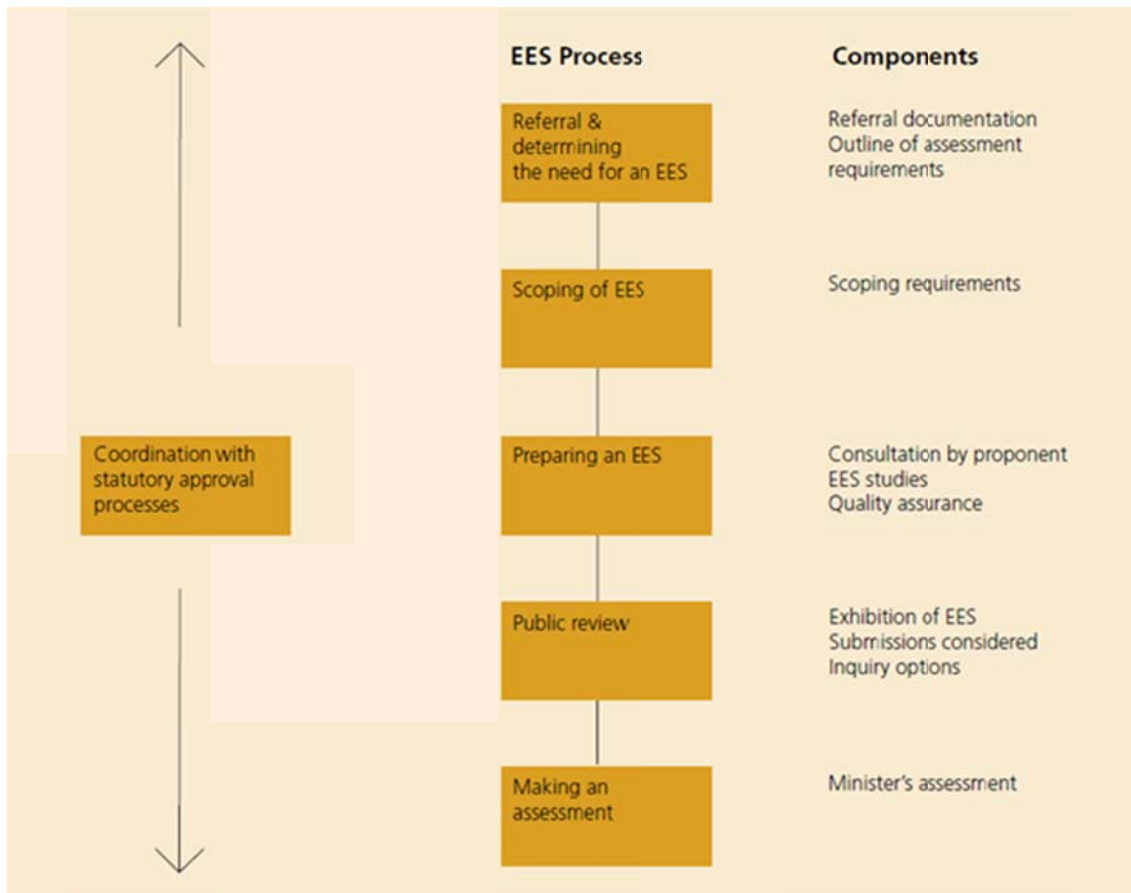 EES Process
Components
Referral &
determining
the need for an EES
Referral documentation
Outline of assessment
requirements
Scoping of EES
Scoping requirements
Coordination with
statutory approval
processes
Preparing an EES
Consultation by proponent
EES studies
Quality assurance
Public review
Exhibition of EES
Submissions considered
Inquiry options
Making an
assessment
Minister's assessment